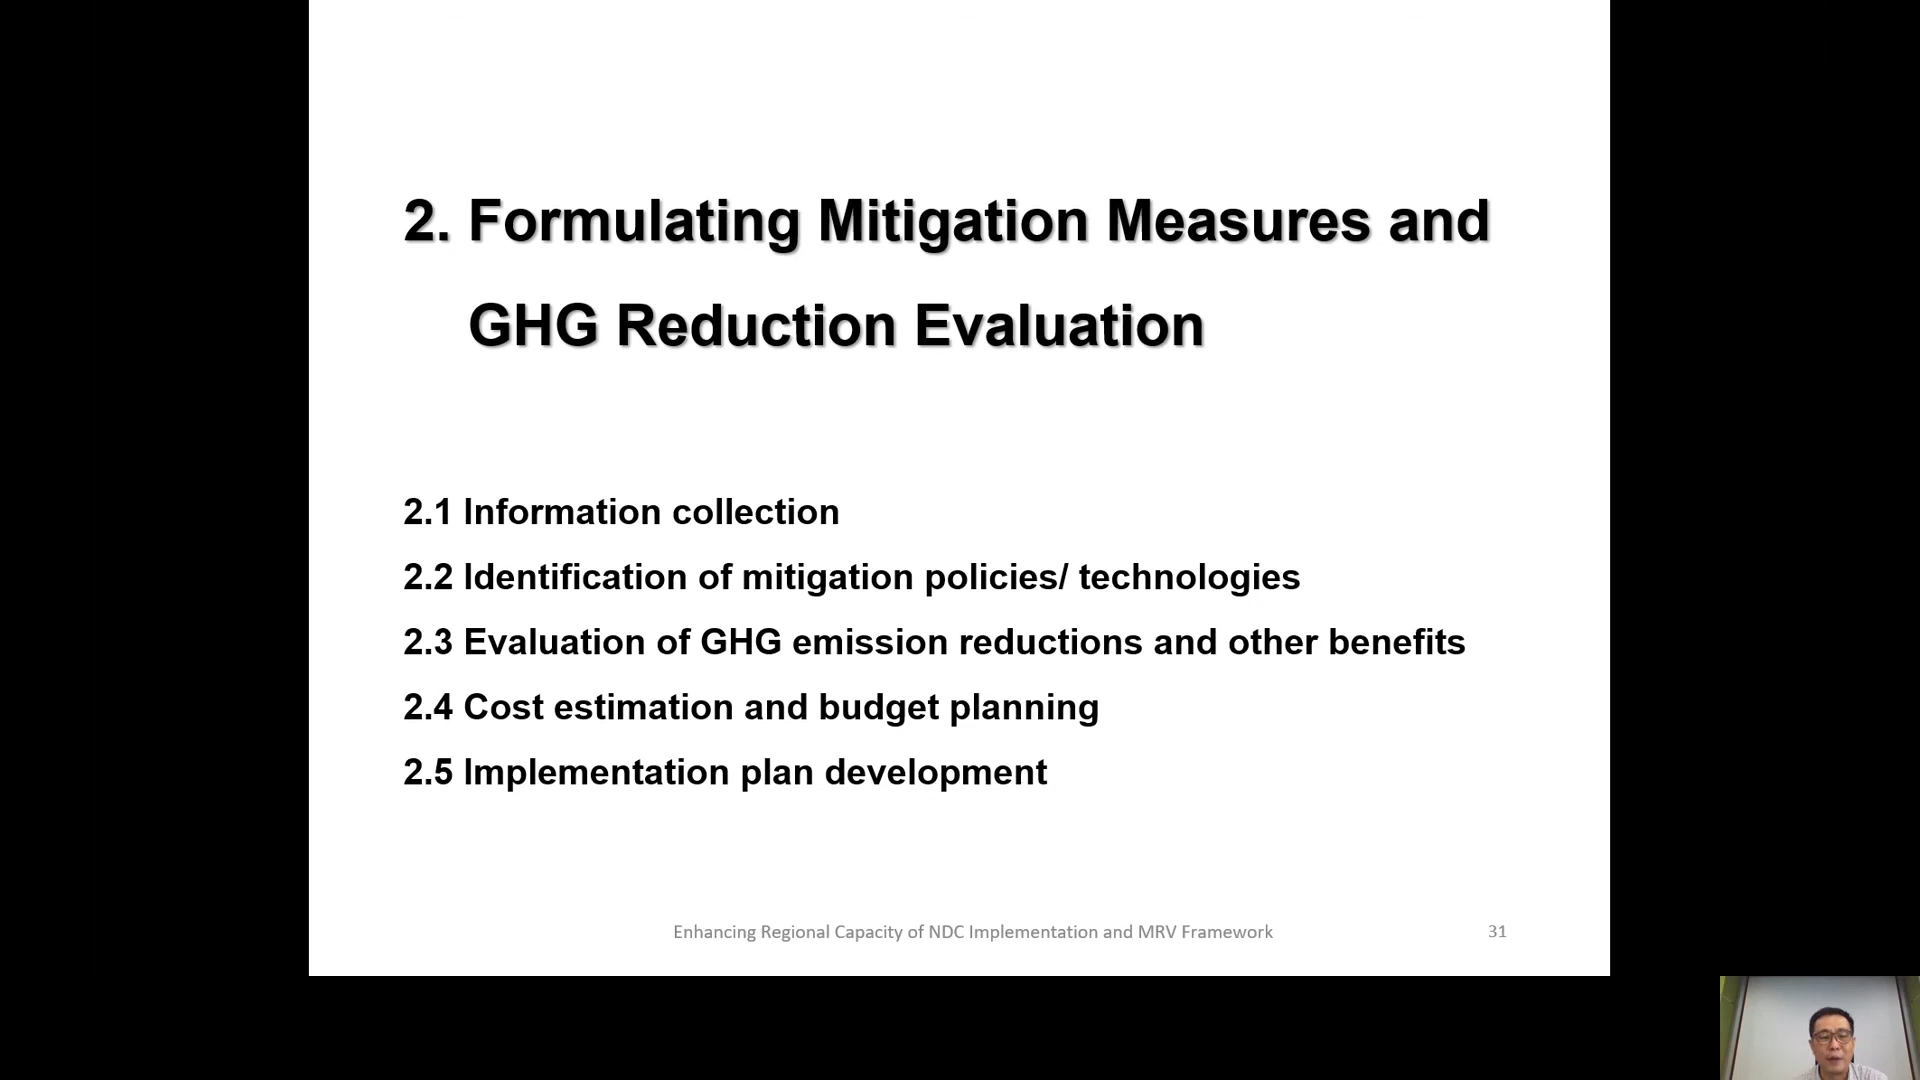 2. Formulating Mitigation Measures and
GHG Reduction Evaluation
2.1 Information collection
2.2 Identification of mitigation policies/ technologies
2.3 Evaluation of GHG emission reductions and other benefits
2.4 Cost estimation and budget planning
2.5 Implementation plan development
Enhancing Regional Capacity of NDC Implementation and MRV Framework
31